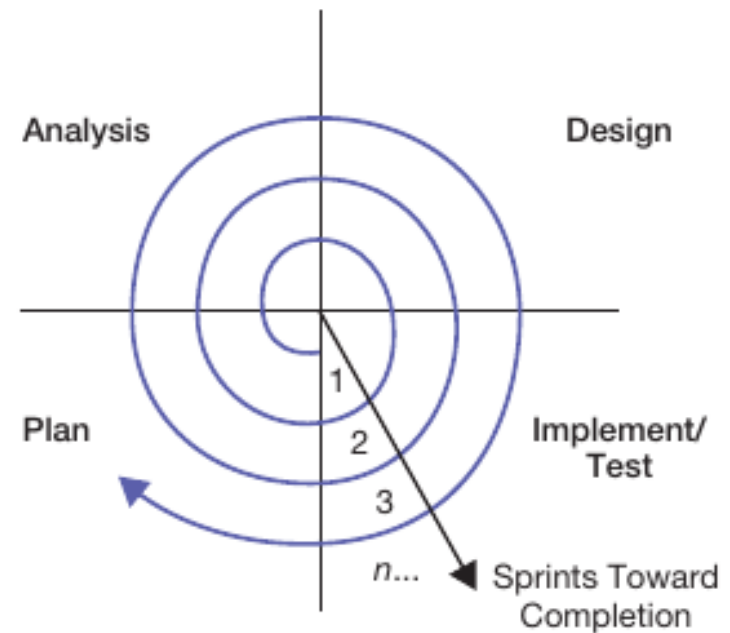 Analysis
Design
Plan
Implement/
Test
1
2
3
n...
Sprints Toward
Completion